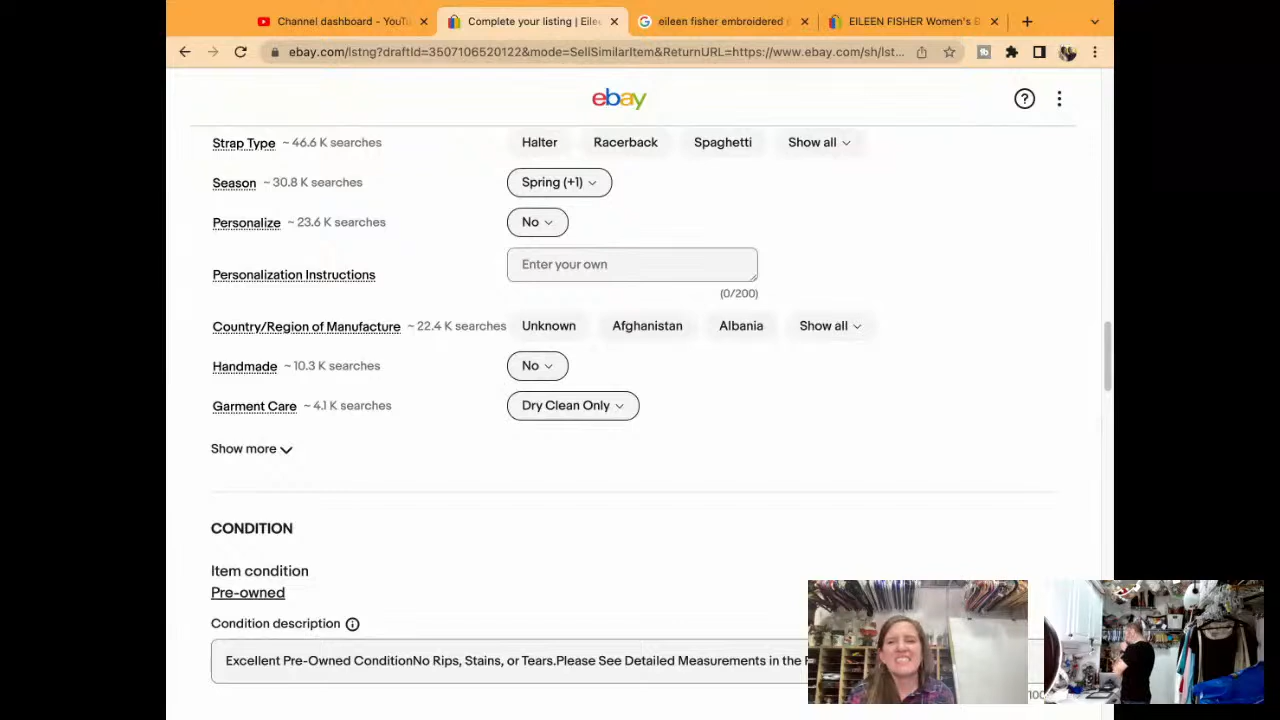 Channel dashboard - YouTu
Complete your listing | Eilee
eileen fisher embroidered
EILEEN FISHER Women's
ebay.com/lstng?draftId=3507106520122&mode=SellSimilarItem&ReturnURL=https://www.ebay.com/sh/lst...
ebay
Strap Type ~ 46.6 K searches Halter Racerback Spaghetti Show all
Season ~ 30.8 K searches Spring (+1)
Personalize ~ 23.6 K searches No
Personalization Instructions Enter your own
(0/200)
Country/Region of Manufacture ~ 22.4 K searches Unknown Afghanistan Albania Show all
Handmade ~ 10.3 K searches No
Garment Care ~ 4.1 K searches Dry Clean Only
Show more
CONDITION
Item condition
Pre-owned
Condition description
Excellent Pre-Owned ConditionNo Rips, Stains, or Tears.Please See Detailed Measurements in the